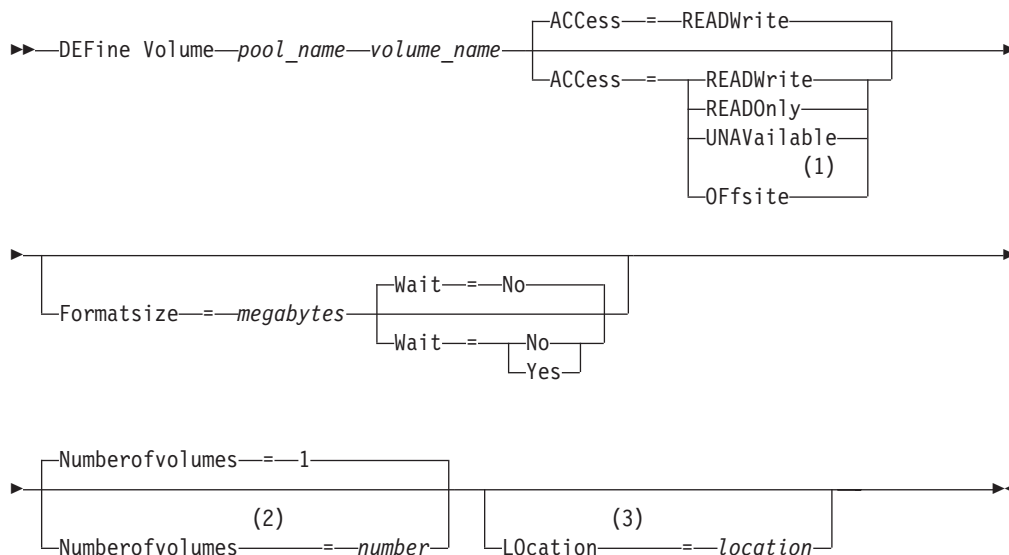 ACCess = READWrite
DEFine Volume pool_name volume_name
ACCess = READWrite
READOnly
UNAVailable
(1)
OFfsite
Wait = No
Formatsize = megabytes
Wait = No
Yes
Numberofvolumes = 1
(2) (3)
Numberofvolumes = number LOcation = location